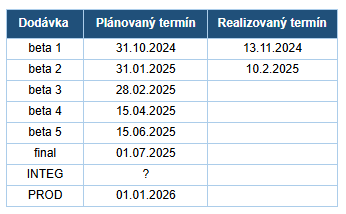 Dodávka Plánovaný termín Realizovaný termín
beta 1 31.10.2024 13.11.2024
beta 2 31.01.2025 10.2.2025
beta 3 28.02.2025
beta 4 15.04.2025
beta 5 15.06.2025
final 01.07.2025
INTEG ?
PROD 01.01.2026